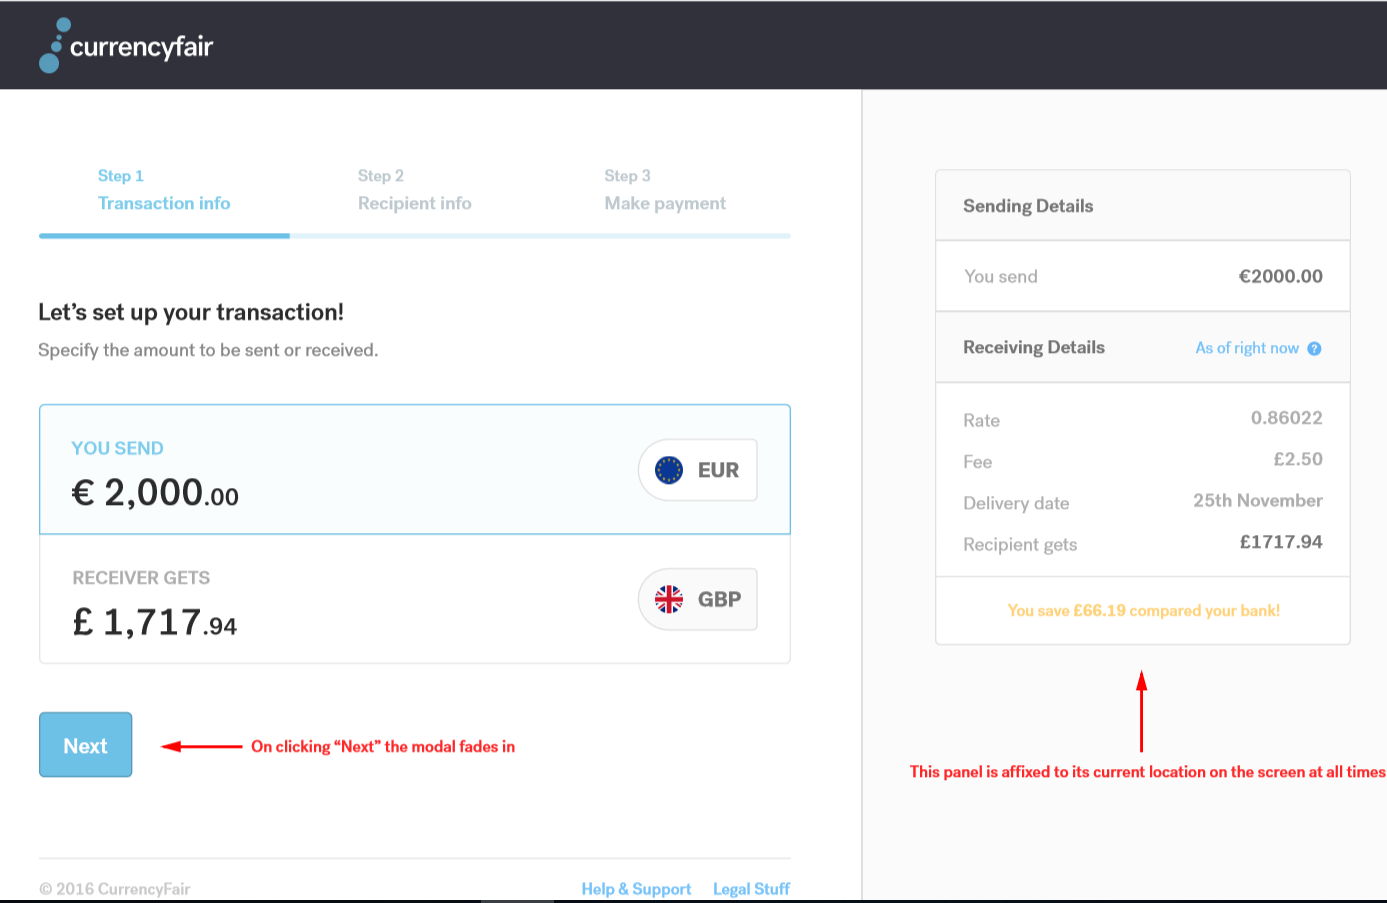 currencyfair
Step 1
Transaction info
Step 2
Recipient info
Step 3
Make payment
Let's set up your transaction!
Specify the amount to be sent or received.
YOU SEND
€ 2,000.00
EUR
RECEIVER GETS
£ 1,717.94
GBP
Next
On clicking “Next” the modal fades in
© 2016 CurrencyFair
Help & Support
Legal Stuff
Sending Details
You send €2000.00
Receiving Details As of right now ?
Rate 0.86022
Fee £2.50
Delivery date 25th November
Recipient gets £1717.94
You save £66.19 compared your bank!
This panel is affixed to its current location on the screen at all times